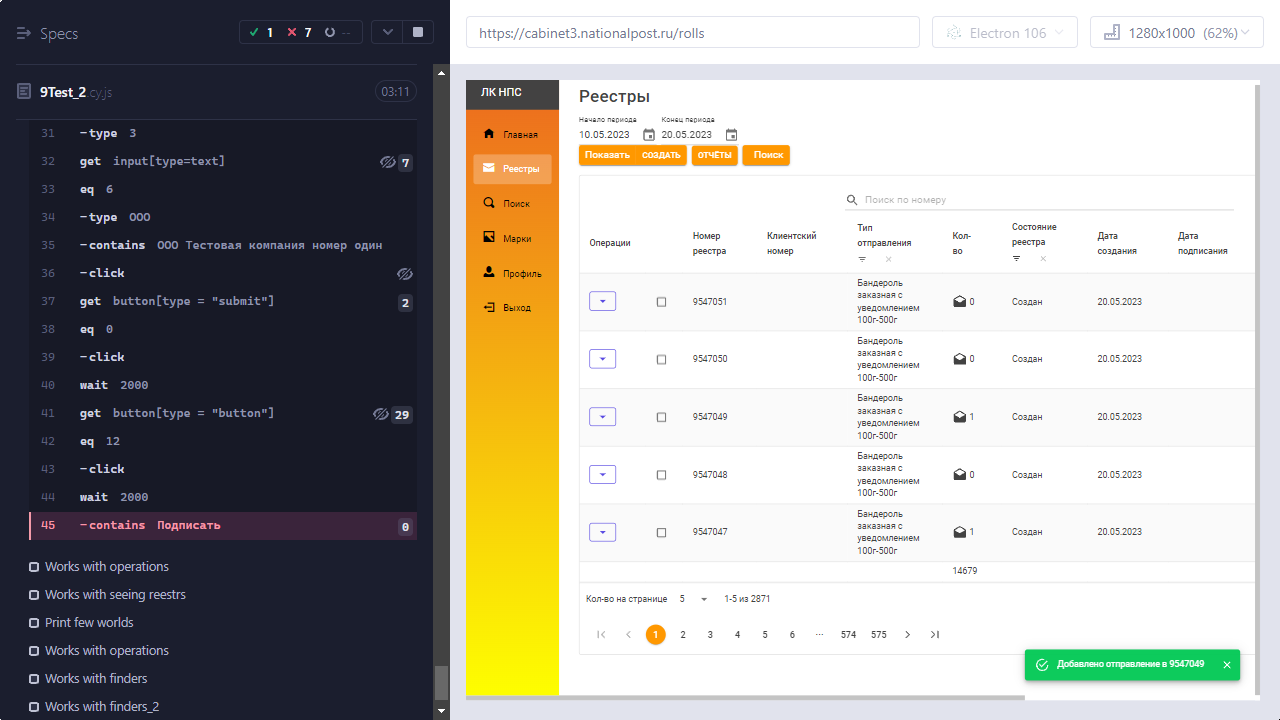 Specs
1
7
--
9Test_2.cy.js
03:11
31 -type 3
32 get input[type=text] 7
33 eq 6
34 -type ООО
35 -contains ООО Тестовая компания номер один
36 -click
37 get button[type = "submit"] 2
38 eq 0
39 -click
40 wait 2000
41 get button[type = "button"] 29
42 eq 12
43 -click
44 wait 2000
45 -contains Подписать 0
Works with operations
Works with seeing reestrs
Print few worlds
Works with operations
Works with finders
Works with finders_2
https://cabinet3.nationalpost.ru/rolls
Electron 106
1280x1000 (62%)
ЛК НПС
Главная
Реестры
Поиск
Марки
Профиль
Выход
Реестры
Начало периода Конец периода
10.05.2023 20.05.2023
Показать СОЗДАТЬ ОТЧЁТЫ Поиск
Поиск по номеру
Операции
Номер реестра
Клиентский номер
Тип отправления
Кол-во
Состояние реестра
Дата создания
Дата подписания
9547051 Бандероль заказная с уведомлением 100г-500г 0 Создан 20.05.2023
9547050 Бандероль заказная с уведомлением 100г-500г 0 Создан 20.05.2023
9547049 Бандероль заказная с уведомлением 100г-500г 1 Создан 20.05.2023
9547048 Бандероль заказная с уведомлением 100г-500г 0 Создан 20.05.2023
9547047 Бандероль заказная с уведомлением 100г-500г 1 Создан 20.05.2023
14679
Кол-во на странице 5 1-5 из 2871
1 2 3 4 5 6 ... 574 575
Добавлено отправление в 9547049